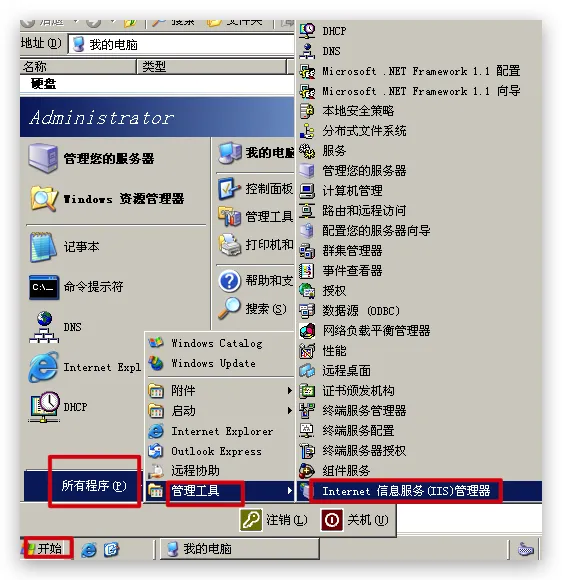 后退
搜索
文件夹
地址(D)
我的电脑
名称
类型
硬盘
Administrator
管理您的服务器
Windows 资源管理器
记事本
命令提示符
C:\_
DNS
Internet Expl
DHCP
所有程序(P)
我的电脑
控制面板
管理工具
打印机和
帮助和支
搜索(S)
Windows Catalog
Windows Update
附件
启动
Internet Explorer
Outlook Express
远程协助
管理工具
DHCP
DNS
Microsoft .NET Framework 1.1 配置
Microsoft .NET Framework 1.1 向导
本地安全策略
分布式文件系统
服务
管理您的服务器
计算机管理
路由和远程访问
配置您的服务器向导
群集管理器
事件查看器
授权
数据源 (ODBC)
网络负载平衡管理器
性能
远程桌面
证书颁发机构
终端服务管理器
终端服务配置
终端服务器授权
组件服务
Internet 信息服务(IIS)管理器
注销(L)
关机(U)
开始
我的电脑